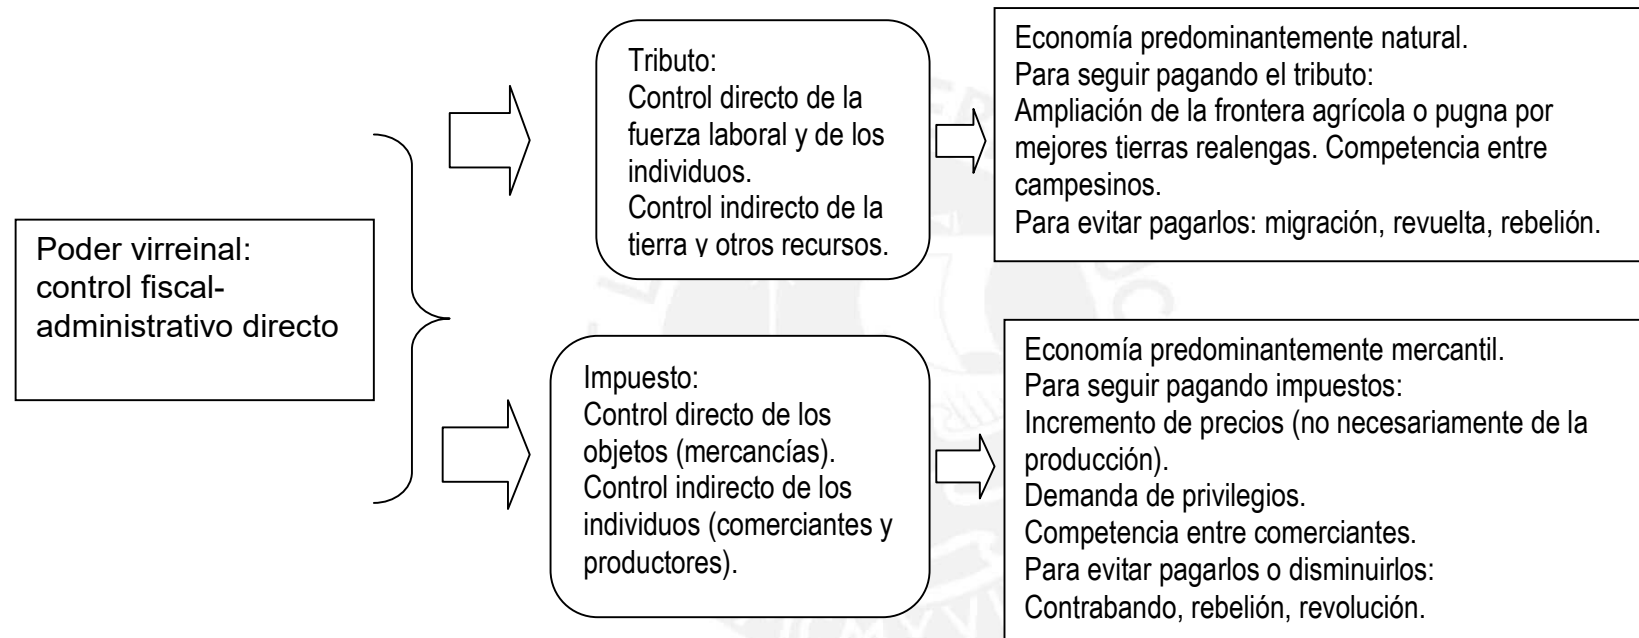 Poder virreinal:
control fiscal-
administrativo directo
Tributo:
Control directo de la
fuerza laboral y de los
individuos.
Control indirecto de la
tierra y otros recursos.
Economía predominantemente natural.
Para seguir pagando el tributo:
Ampliación de la frontera agrícola o pugna por
mejores tierras realengas. Competencia entre
campesinos.
Para evitar pagarlos: migración, revuelta, rebelión.
Impuesto:
Control directo de los
objetos (mercancías).
Control indirecto de los
individuos (comerciantes y
productores).
Economía predominantemente mercantil.
Para seguir pagando impuestos:
Incremento de precios (no necesariamente de la
producción).
Demanda de privilegios.
Competencia entre comerciantes.
Para evitar pagarlos o disminuirlos:
Contrabando, rebelión, revolución.